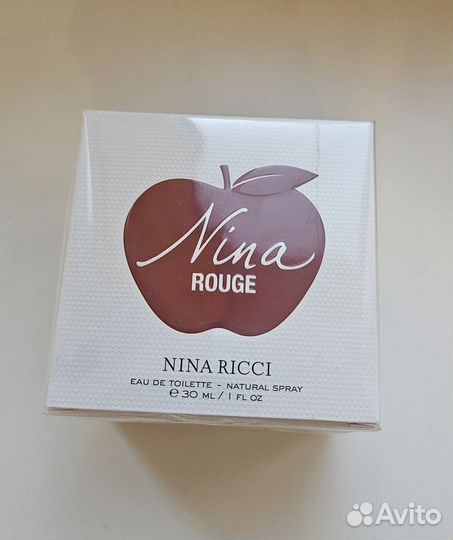 Nina
ROUGE
NINA RICCI
EAU DE TOILETTE - NATURAL SPRAY
℮ 30 ML / 1 FL OZ
Avito